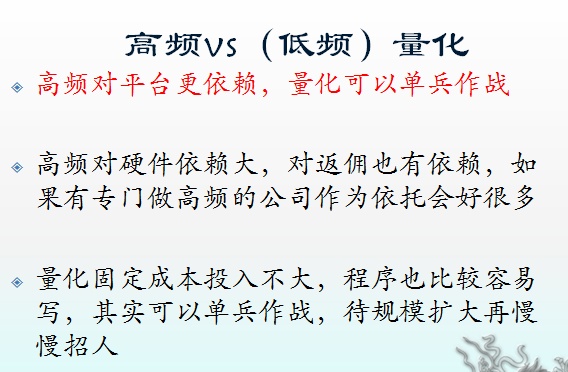 高频vs（低频）量化
高频对平台更依赖，量化可以单兵作战
高频对硬件依赖大，对返佣也有依赖，如
果有专门做高频的公司作为依托会好很多
量化固定成本投入不大，程序也比较容易
写，其实可以单兵作战，待规模扩大再慢
慢招人